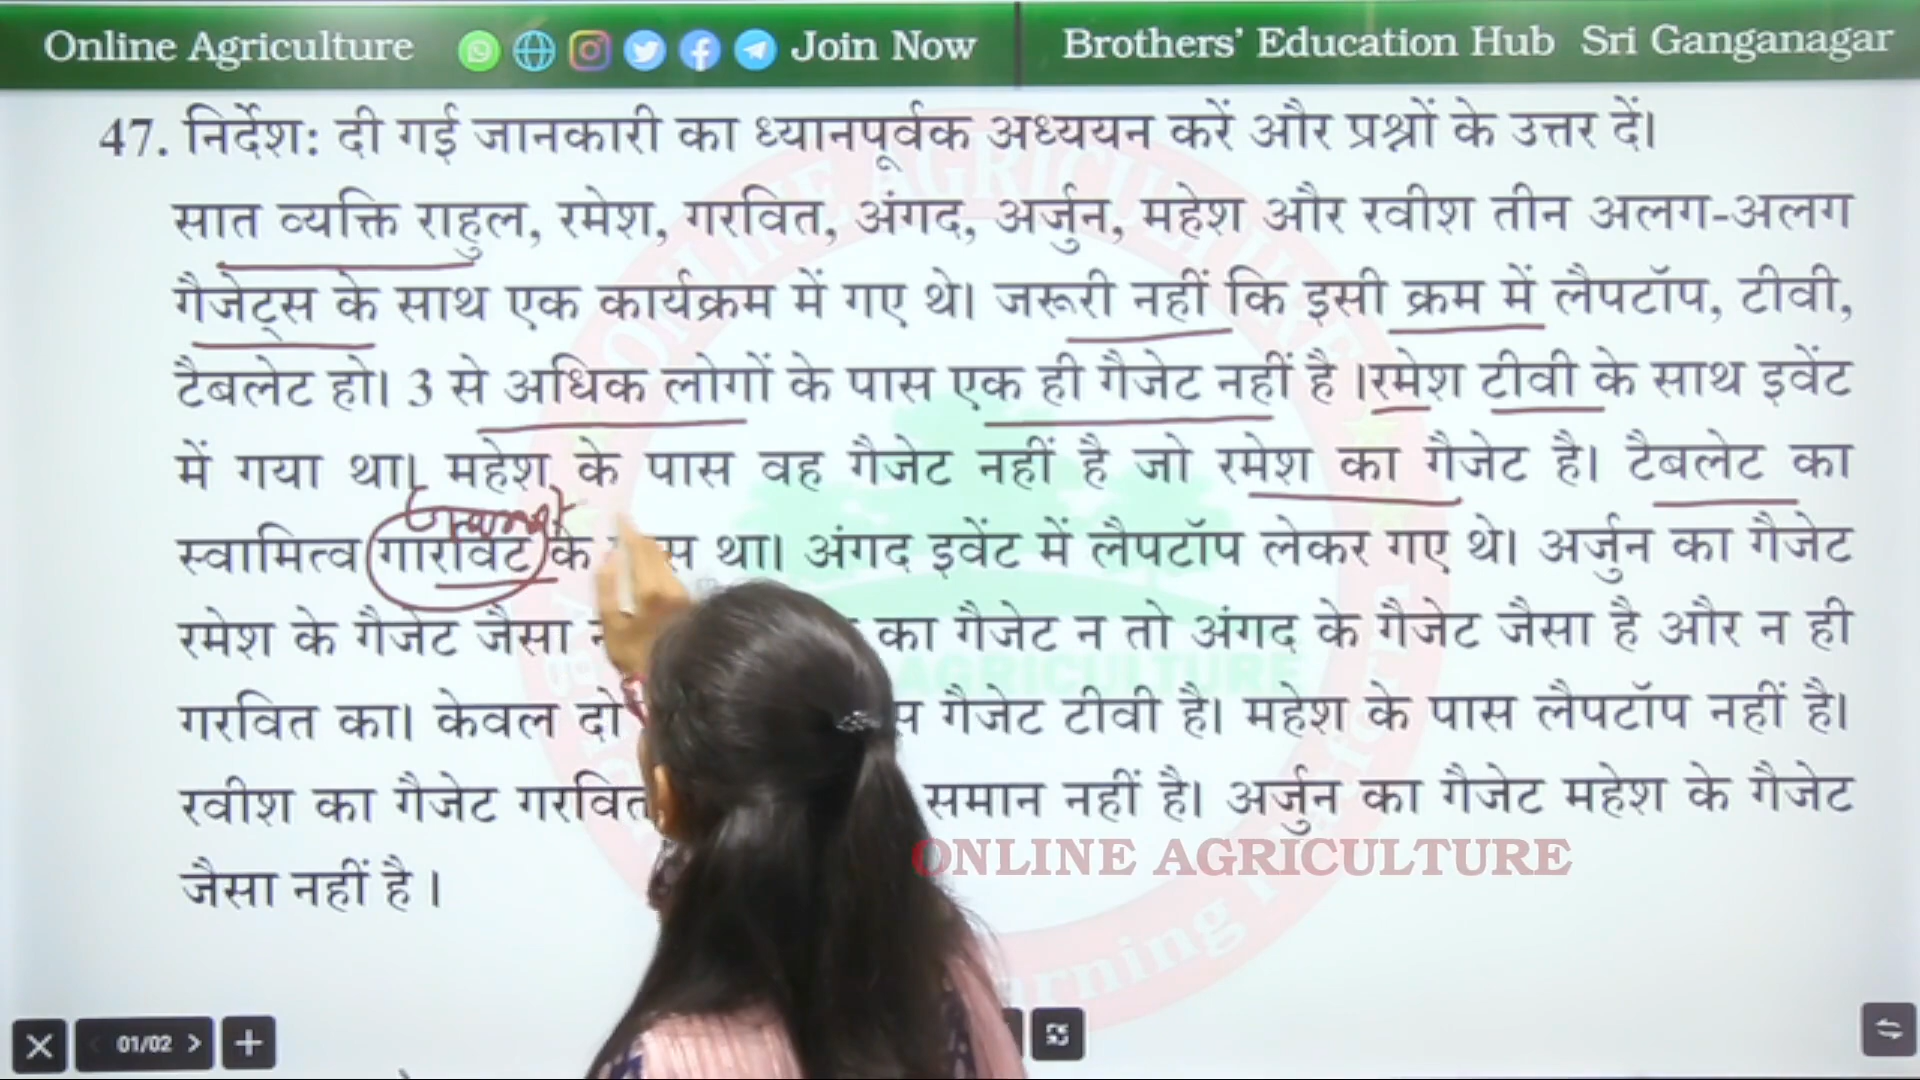 Online Agriculture Join Now Brothers' Education Hub Sri Ganganagar
47. निर्देश: दी गई जानकारी का ध्यानपूर्वक अध्ययन करें और प्रश्नों के उत्तर दें।
सात व्यक्ति राहुल, रमेश, गरवित, अंगद, अर्जुन, महेश और रवीश तीन अलग-अलग
गैजेट्स के साथ एक कार्यक्रम में गए थे। जरूरी नहीं कि इसी क्रम में लैपटॉप, टीवी,
टैबलेट हो। 3 से अधिक लोगों के पास एक ही गैजेट नहीं है ।रमेश टीवी के साथ इवेंट
में गया था। महेश के पास वह गैजेट नहीं है जो रमेश का गैजेट है। टैबलेट का
स्वामित्व गारविट के था। अंगद इवेंट में लैपटॉप लेकर गए थे। अर्जुन का गैजेट
रमेश के गैजेट जैसा का गैजेट न तो अंगद के गैजेट जैसा है और न ही
गरवित का। केवल दो गैजेट टीवी है। महेश के पास लैपटॉप नहीं है।
रवीश का गैजेट गरवित समान नहीं है। अर्जुन का गैजेट महेश के गैजेट
जैसा नहीं है ।
ONLINE AGRICULTURE
01/02